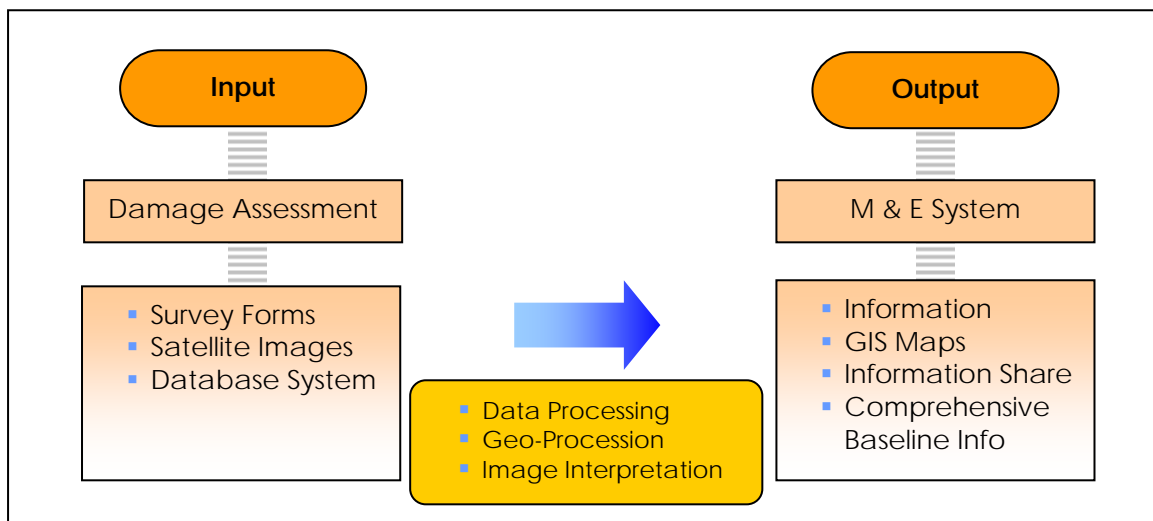 Input
Damage Assessment
▪ Survey Forms
▪ Satellite Images
▪ Database System
▪ Data Processing
▪ Geo-Procession
▪ Image Interpretation
Output
M & E System
▪ Information
▪ GIS Maps
▪ Information Share
▪ Comprehensive
Baseline Info